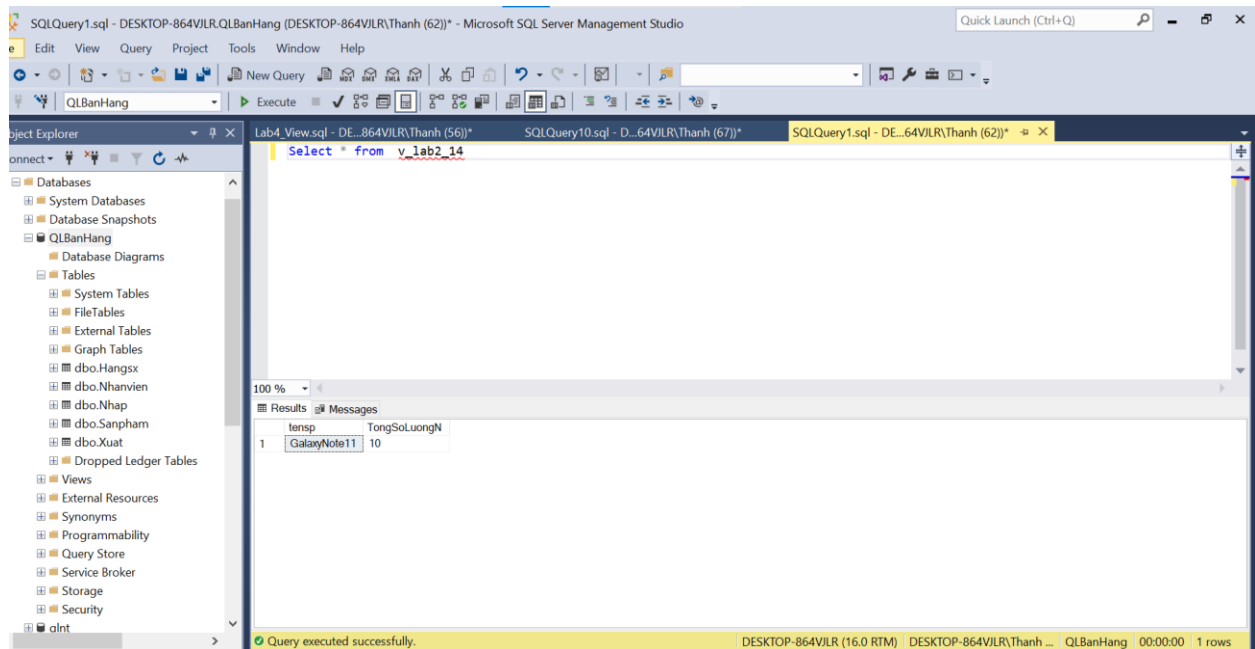 SQLQuery1.sql - DESKTOP-864VJLR.QLBanHang (DESKTOP-864VJLR\Thanh (62))* - Microsoft SQL Server Management Studio
Quick Launch (Ctrl+Q)
e Edit View Query Project Tools Window Help
New Query MDX DMX XMLA DAX
QLBanHang Execute
bject Explorer
Lab4_View.sql - DE...864VJLR\Thanh (56))* SQLQuery10.sql - D...64VJLR\Thanh (67))* SQLQuery1.sql - DE...64VJLR\Thanh (62))*
onnect
Select * from v_lab2_14
Databases
System Databases
Database Snapshots
QLBanHang
Database Diagrams
Tables
System Tables
FileTables
External Tables
Graph Tables
dbo.Hangsx
dbo.Nhanvien
dbo.Nhap
dbo.Sanpham
dbo.Xuat
Dropped Ledger Tables
Views
External Resources
Synonyms
Programmability
Query Store
Service Broker
Storage
Security
qlnt
100 %
Results Messages
tensp TongSoLuongN
1 GalaxyNote11 10
Query executed successfully. DESKTOP-864VJLR (16.0 RTM) DESKTOP-864VJLR\Thanh ... QLBanHang 00:00:00 1 rows